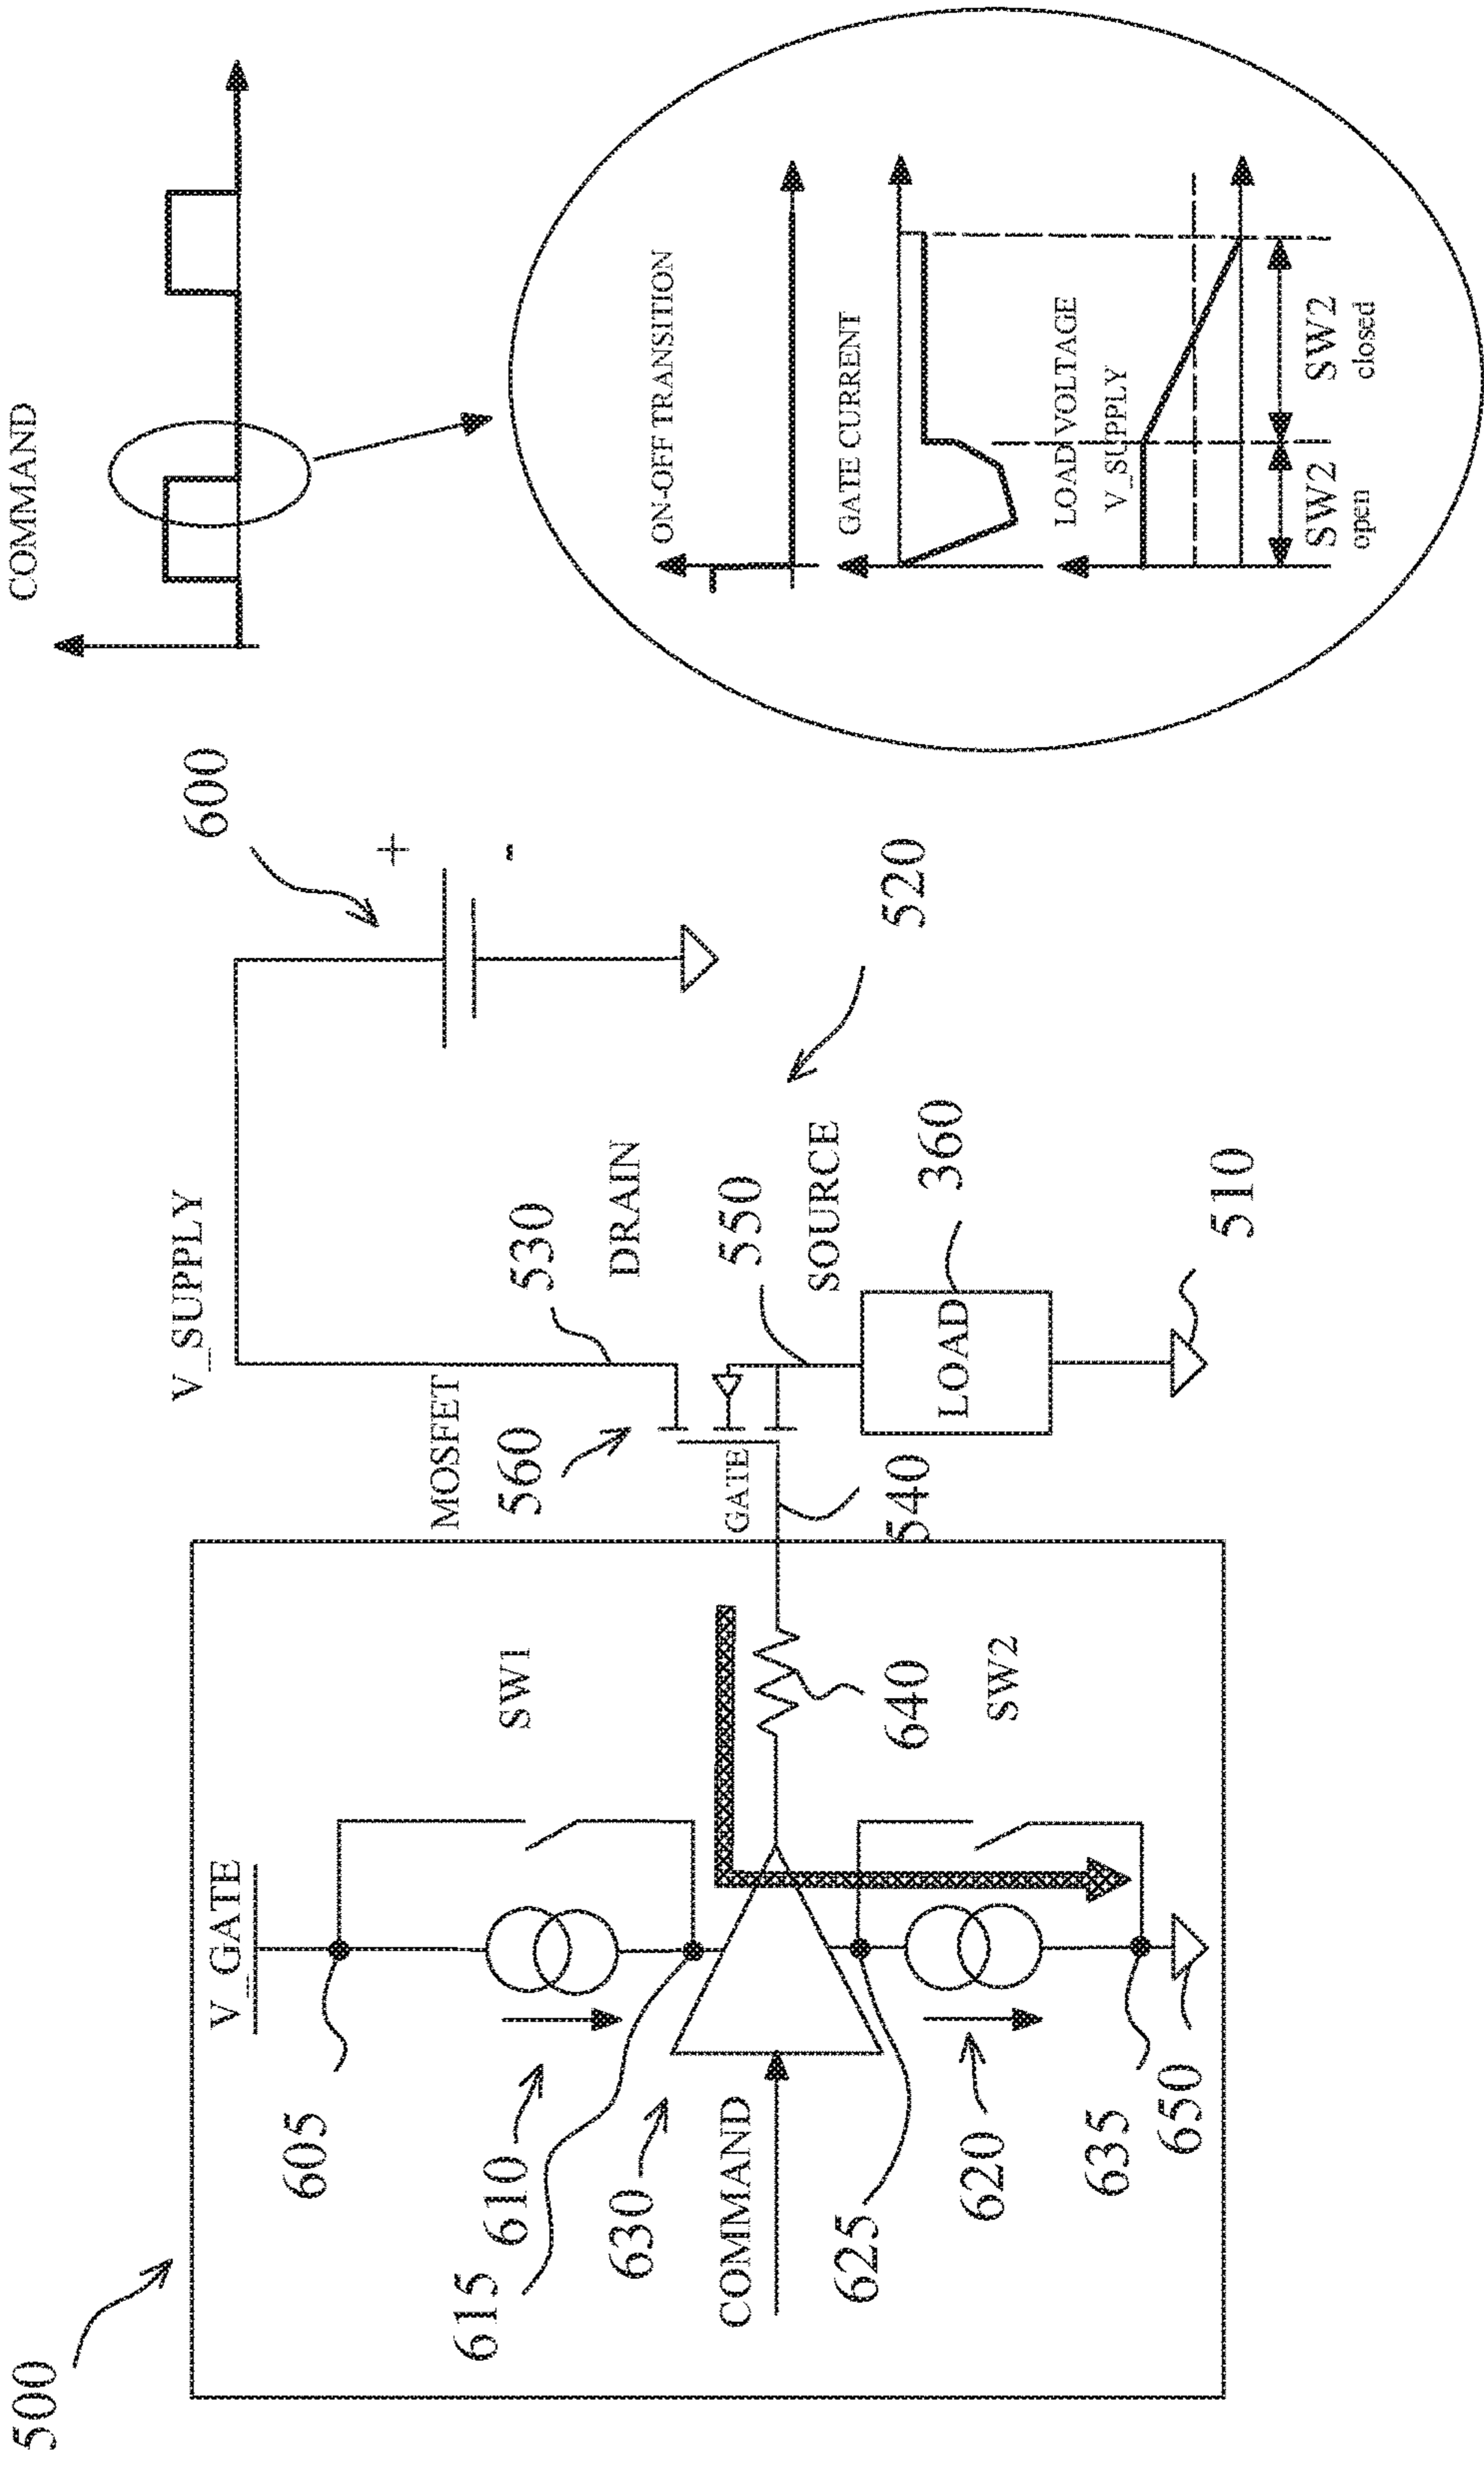 500
V_GATE
605
SW1
610
615
630
COMMAND
625
620
640
SW2
635
650
V_SUPPLY
600
+
-
MOSFET
560
530
DRAIN
GATE
540
550
SOURCE
520
LOAD
360
510
COMMAND
ON-OFF TRANSITION
GATE CURRENT
LOAD VOLTAGE
V_SUPPLY
SW2
open
SW2
closed